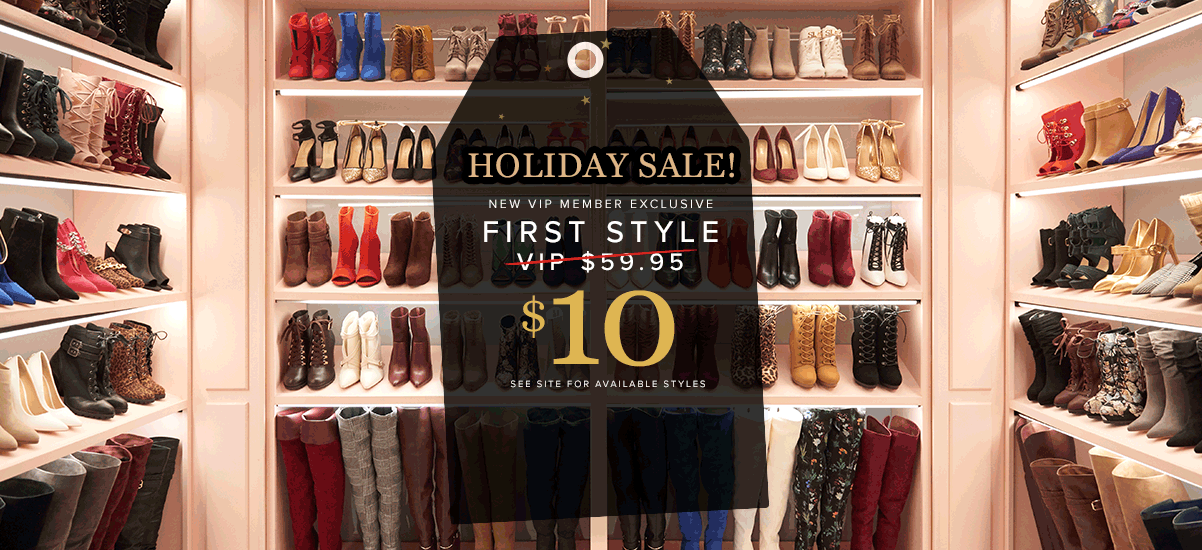 HOLIDAY SALE!
NEW VIP MEMBER EXCLUSIVE
FIRST STYLE
VIP $59.95
$10
SEE SITE FOR AVAILABLE STYLES